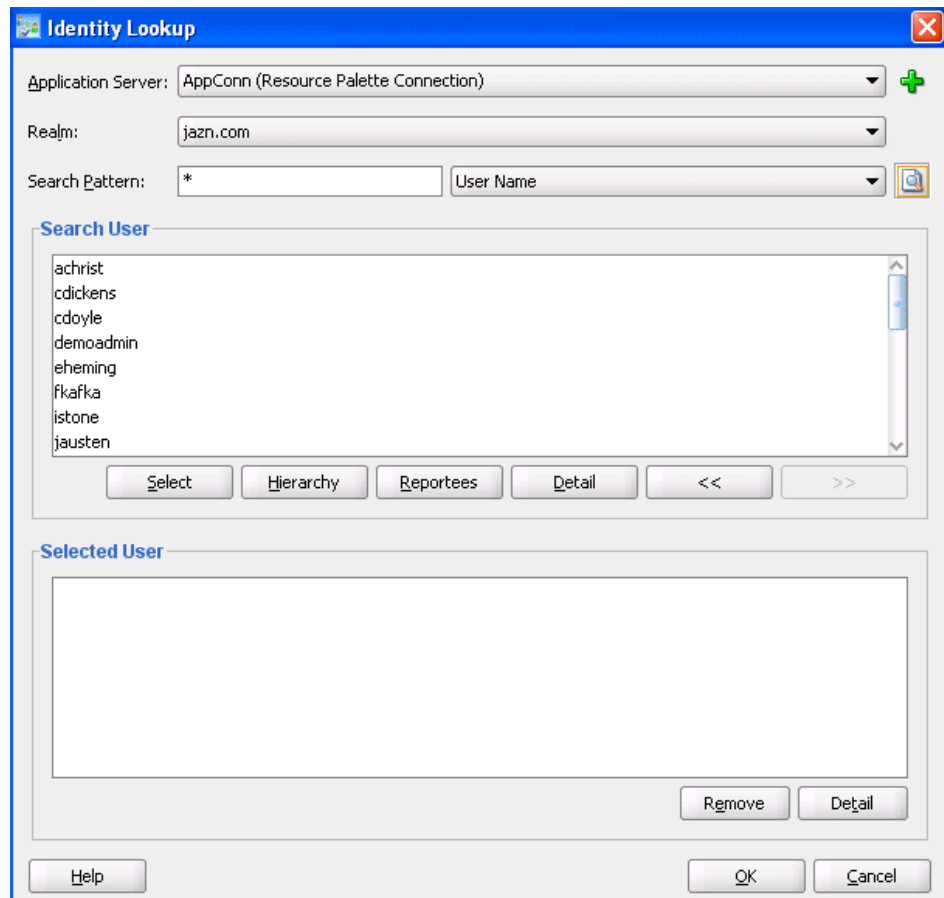 Identity Lookup
Application Server: AppConn (Resource Palette Connection)
Realm: jazn.com
Search Pattern: * User Name
Search User
achrist
cdickens
cdoyle
demoadmin
eheming
fkafka
istone
jausten
Select Hierarchy Reportees Detail << >>
Selected User
Remove Detail
Help OK Cancel